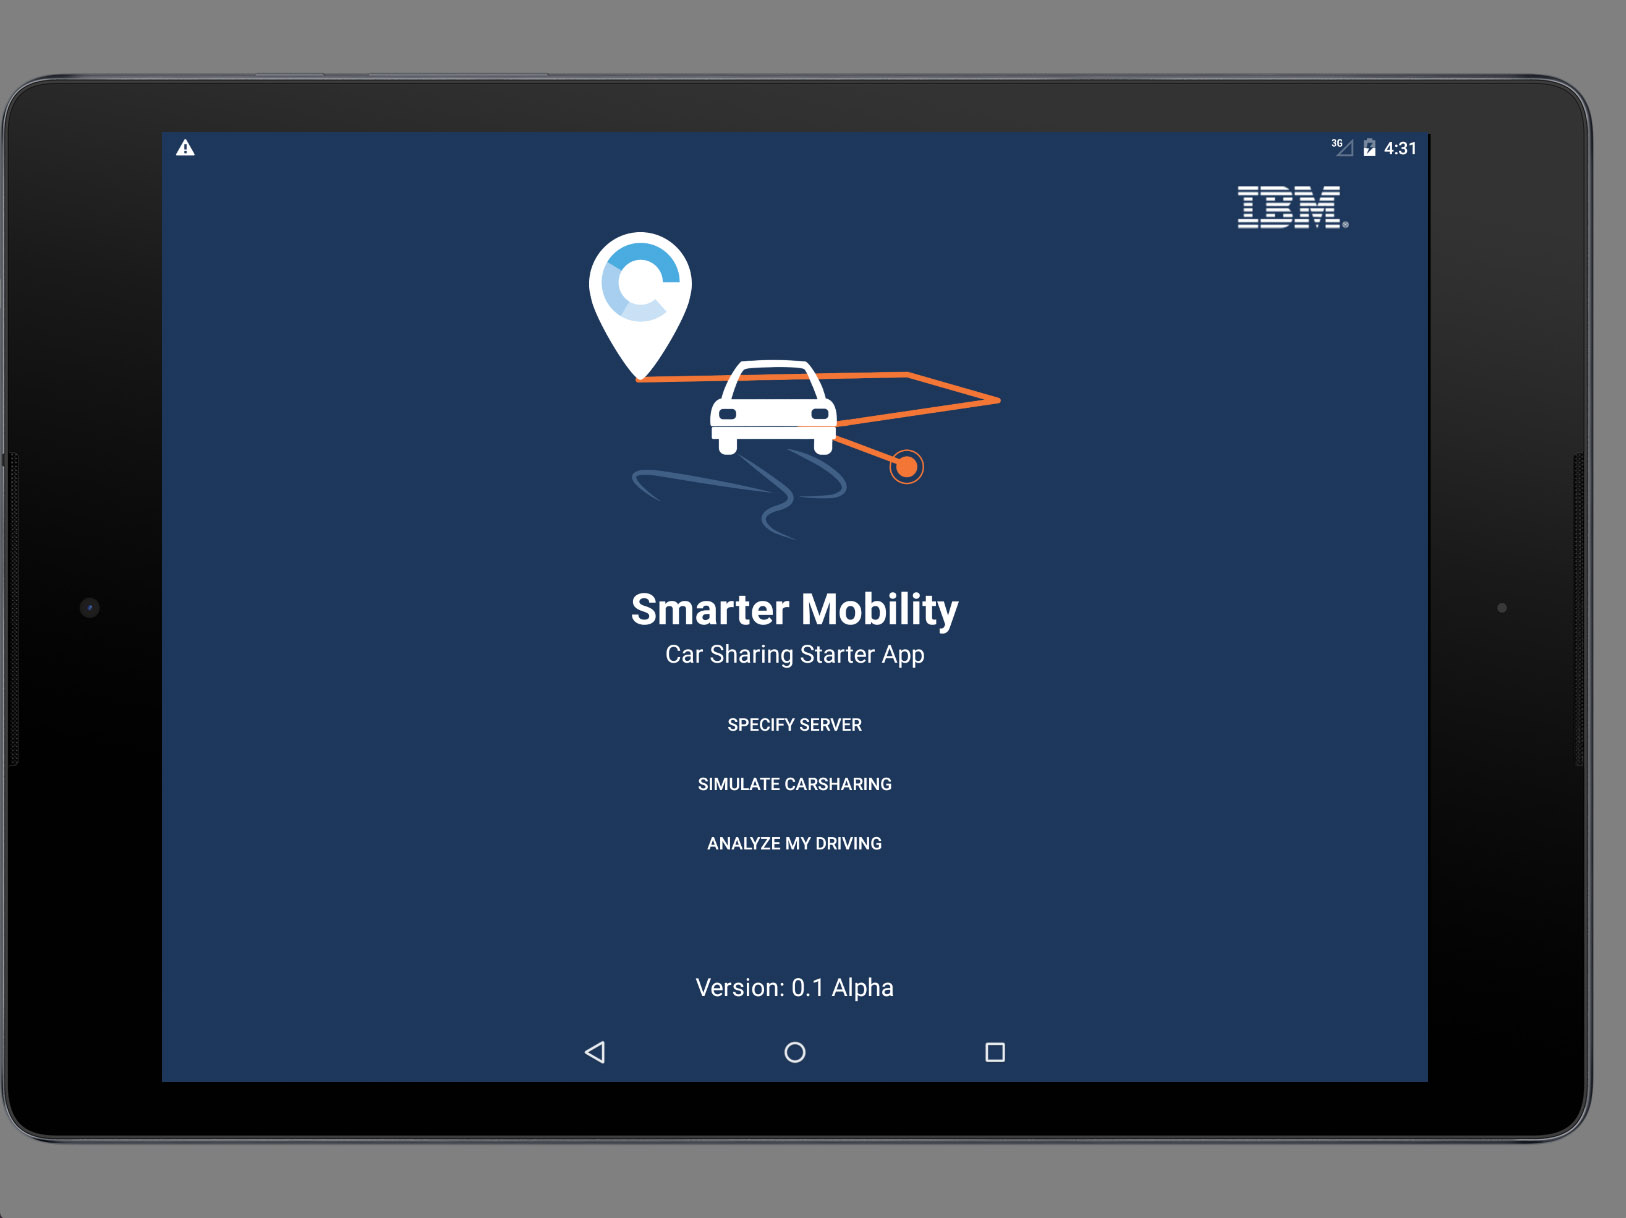 3G 4:31
IBM®
Smarter Mobility
Car Sharing Starter App
SPECIFY SERVER
SIMULATE CARSHARING
ANALYZE MY DRIVING
Version: 0.1 Alpha